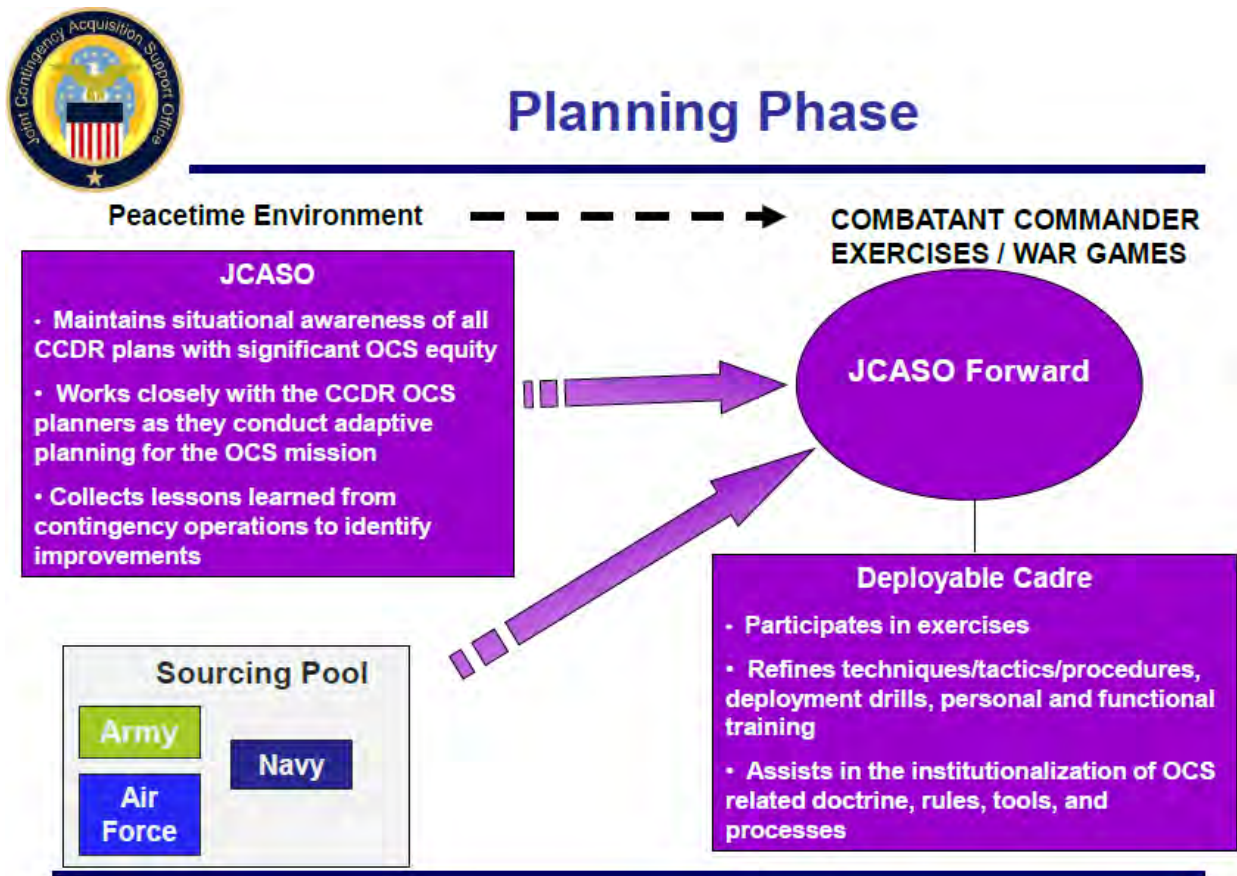 Joint Contingency Acquisition Support Office
Planning Phase
Peacetime Environment
COMBATANT COMMANDER
EXERCISES / WAR GAMES
JCASO
• Maintains situational awareness of all
CCDR plans with significant OCS equity
• Works closely with the CCDR OCS
planners as they conduct adaptive
planning for the OCS mission
• Collects lessons learned from
contingency operations to identify
improvements
JCASO Forward
Sourcing Pool
Army
Navy
Air
Force
Deployable Cadre
• Participates in exercises
• Refines techniques/tactics/procedures,
deployment drills, personal and functional
training
• Assists in the institutionalization of OCS
related doctrine, rules, tools, and
processes